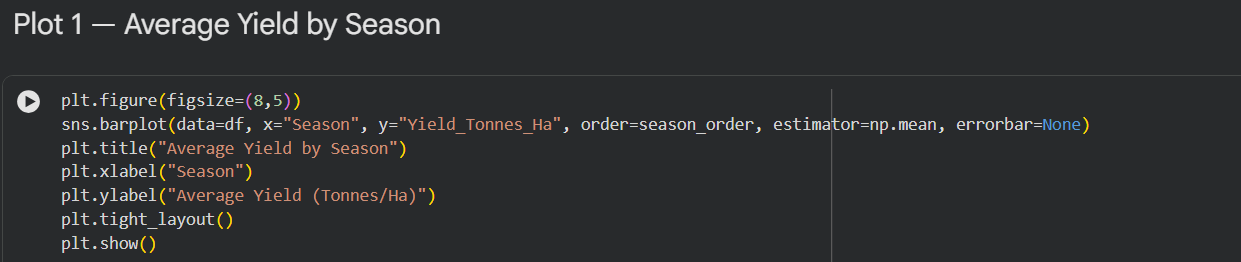 Plot 1 — Average Yield by Season
plt.figure(figsize=(8,5))
sns.barplot(data=df, x="Season", y="Yield_Tonnes_Ha", order=season_order, estimator=np.mean, errorbar=None)
plt.title("Average Yield by Season")
plt.xlabel("Season")
plt.ylabel("Average Yield (Tonnes/Ha)")
plt.tight_layout()
plt.show()